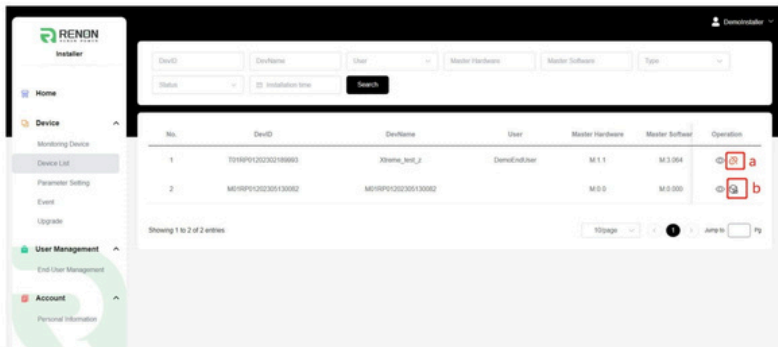 RENON
Installer
DemoInstaller
Home
Device
Monitoring Device
Device List
Parameter Setting
Event
Upgrade
User Management
End-User Management
Account
Personal Information
DevID DevName User Master Hardware Master Software Type
Status Installation time Search
No. DevID DevName User Master Hardware Master Softwar Operation
1 Xtreme_test_z DemoEndUser M.1.1 M.3.064 a
2 M01RP01202305130082 M01RP01202305130082 M.0.0 M.0.000 b
Showing 1 to 2 of 2 entries 10/page 1 Jump to Pg